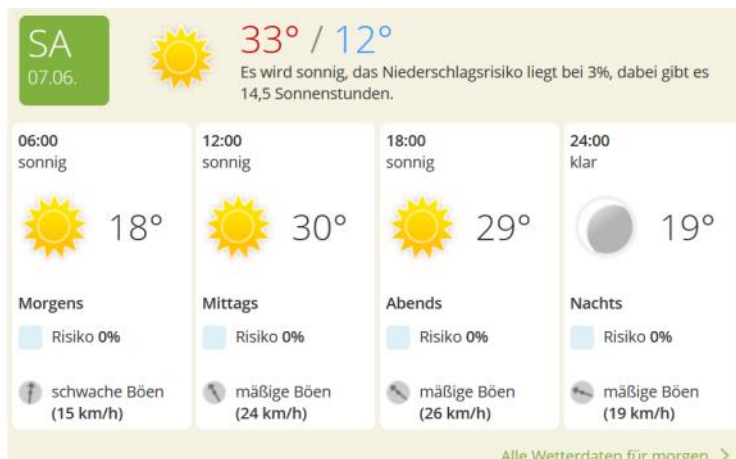 SA
07.06.
33° / 12°
Es wird sonnig, das Niederschlagsrisiko liegt bei 3%, dabei gibt es
14,5 Sonnenstunden.
06:00
sonnig
18°
Morgens
Risiko 0%
schwache Böen
(15 km/h)
12:00
sonnig
30°
Mittags
Risiko 0%
mäßige Böen
(24 km/h)
18:00
sonnig
29°
Abends
Risiko 0%
mäßige Böen
(26 km/h)
24:00
klar
19°
Nachts
Risiko 0%
mäßige Böen
(19 km/h)
Alle Wetterdaten für morgen